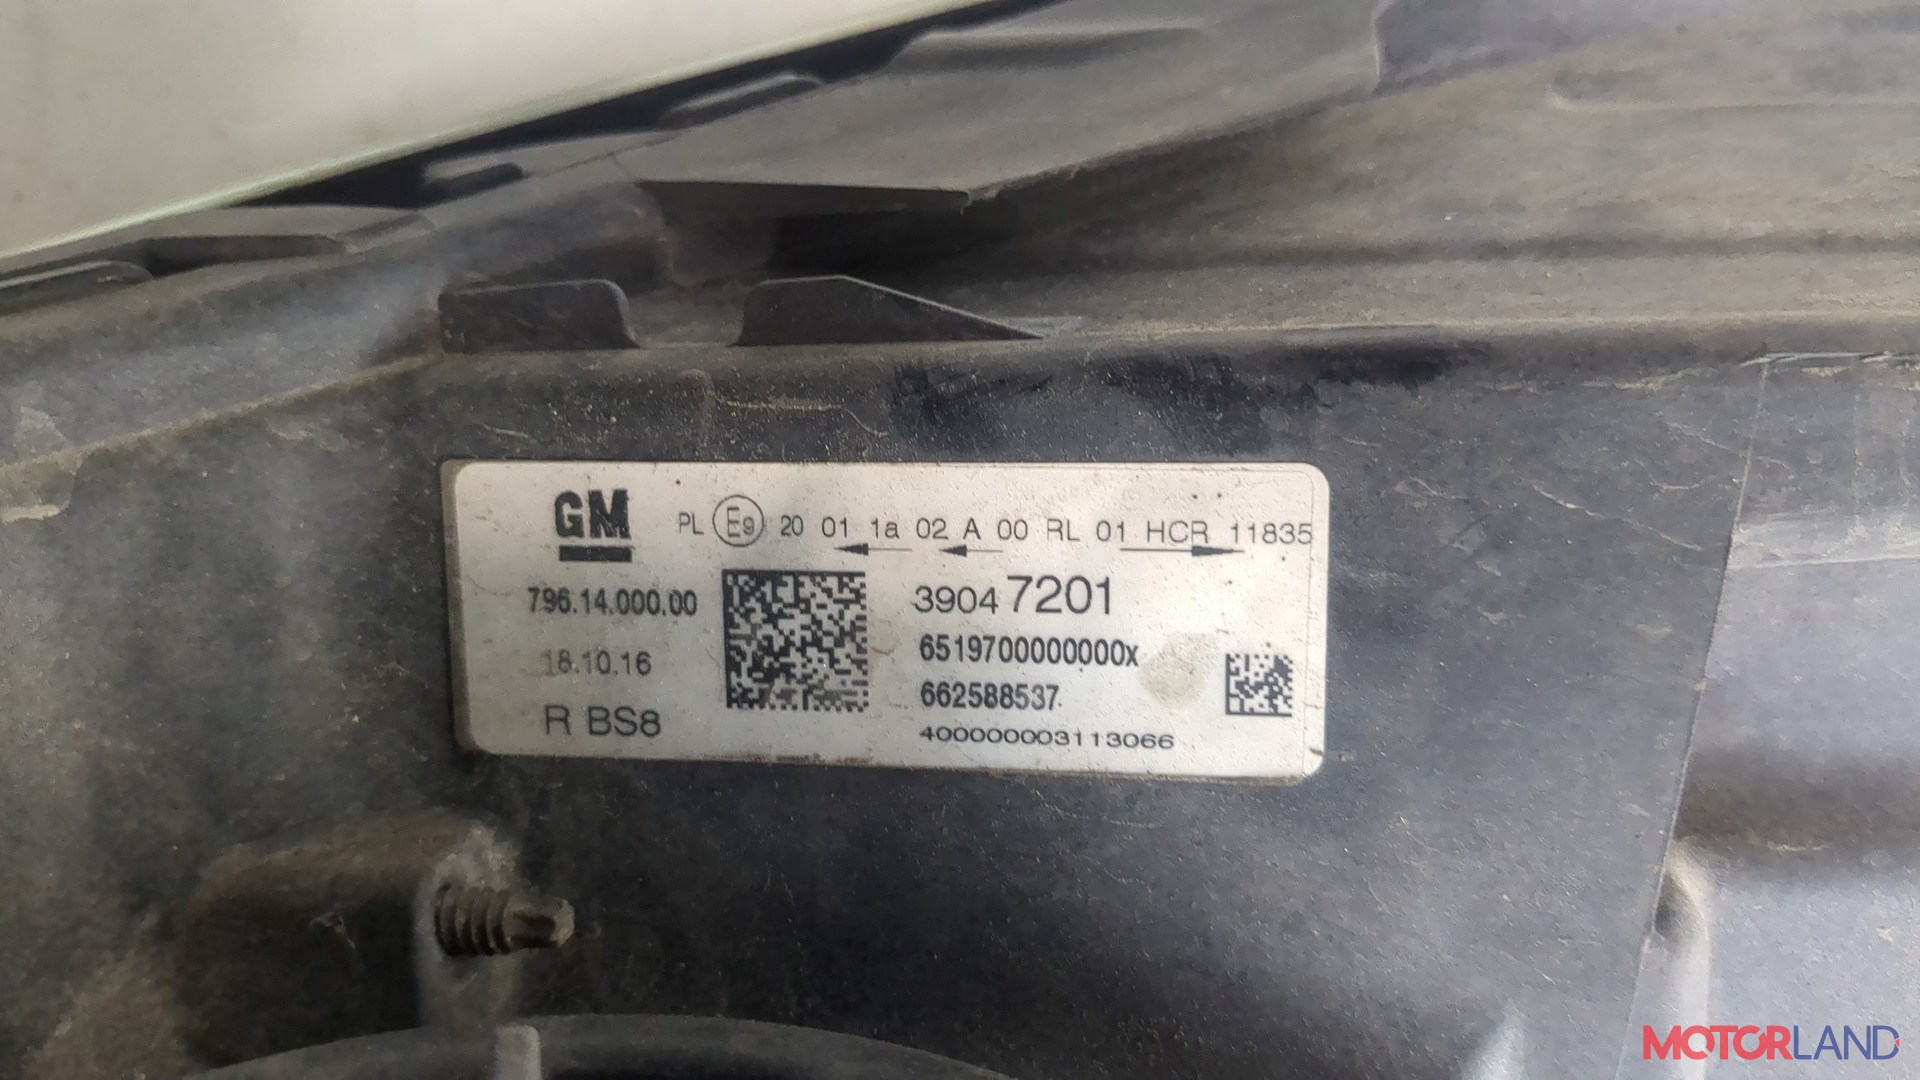 GM
PL E9 20 01 1a 02 A 00 RL 01 HCR 11835
796.14.000.00
39047201
6519700000000x
18.10.16
662588537
R BS8
400000003113066
MOTORLAND